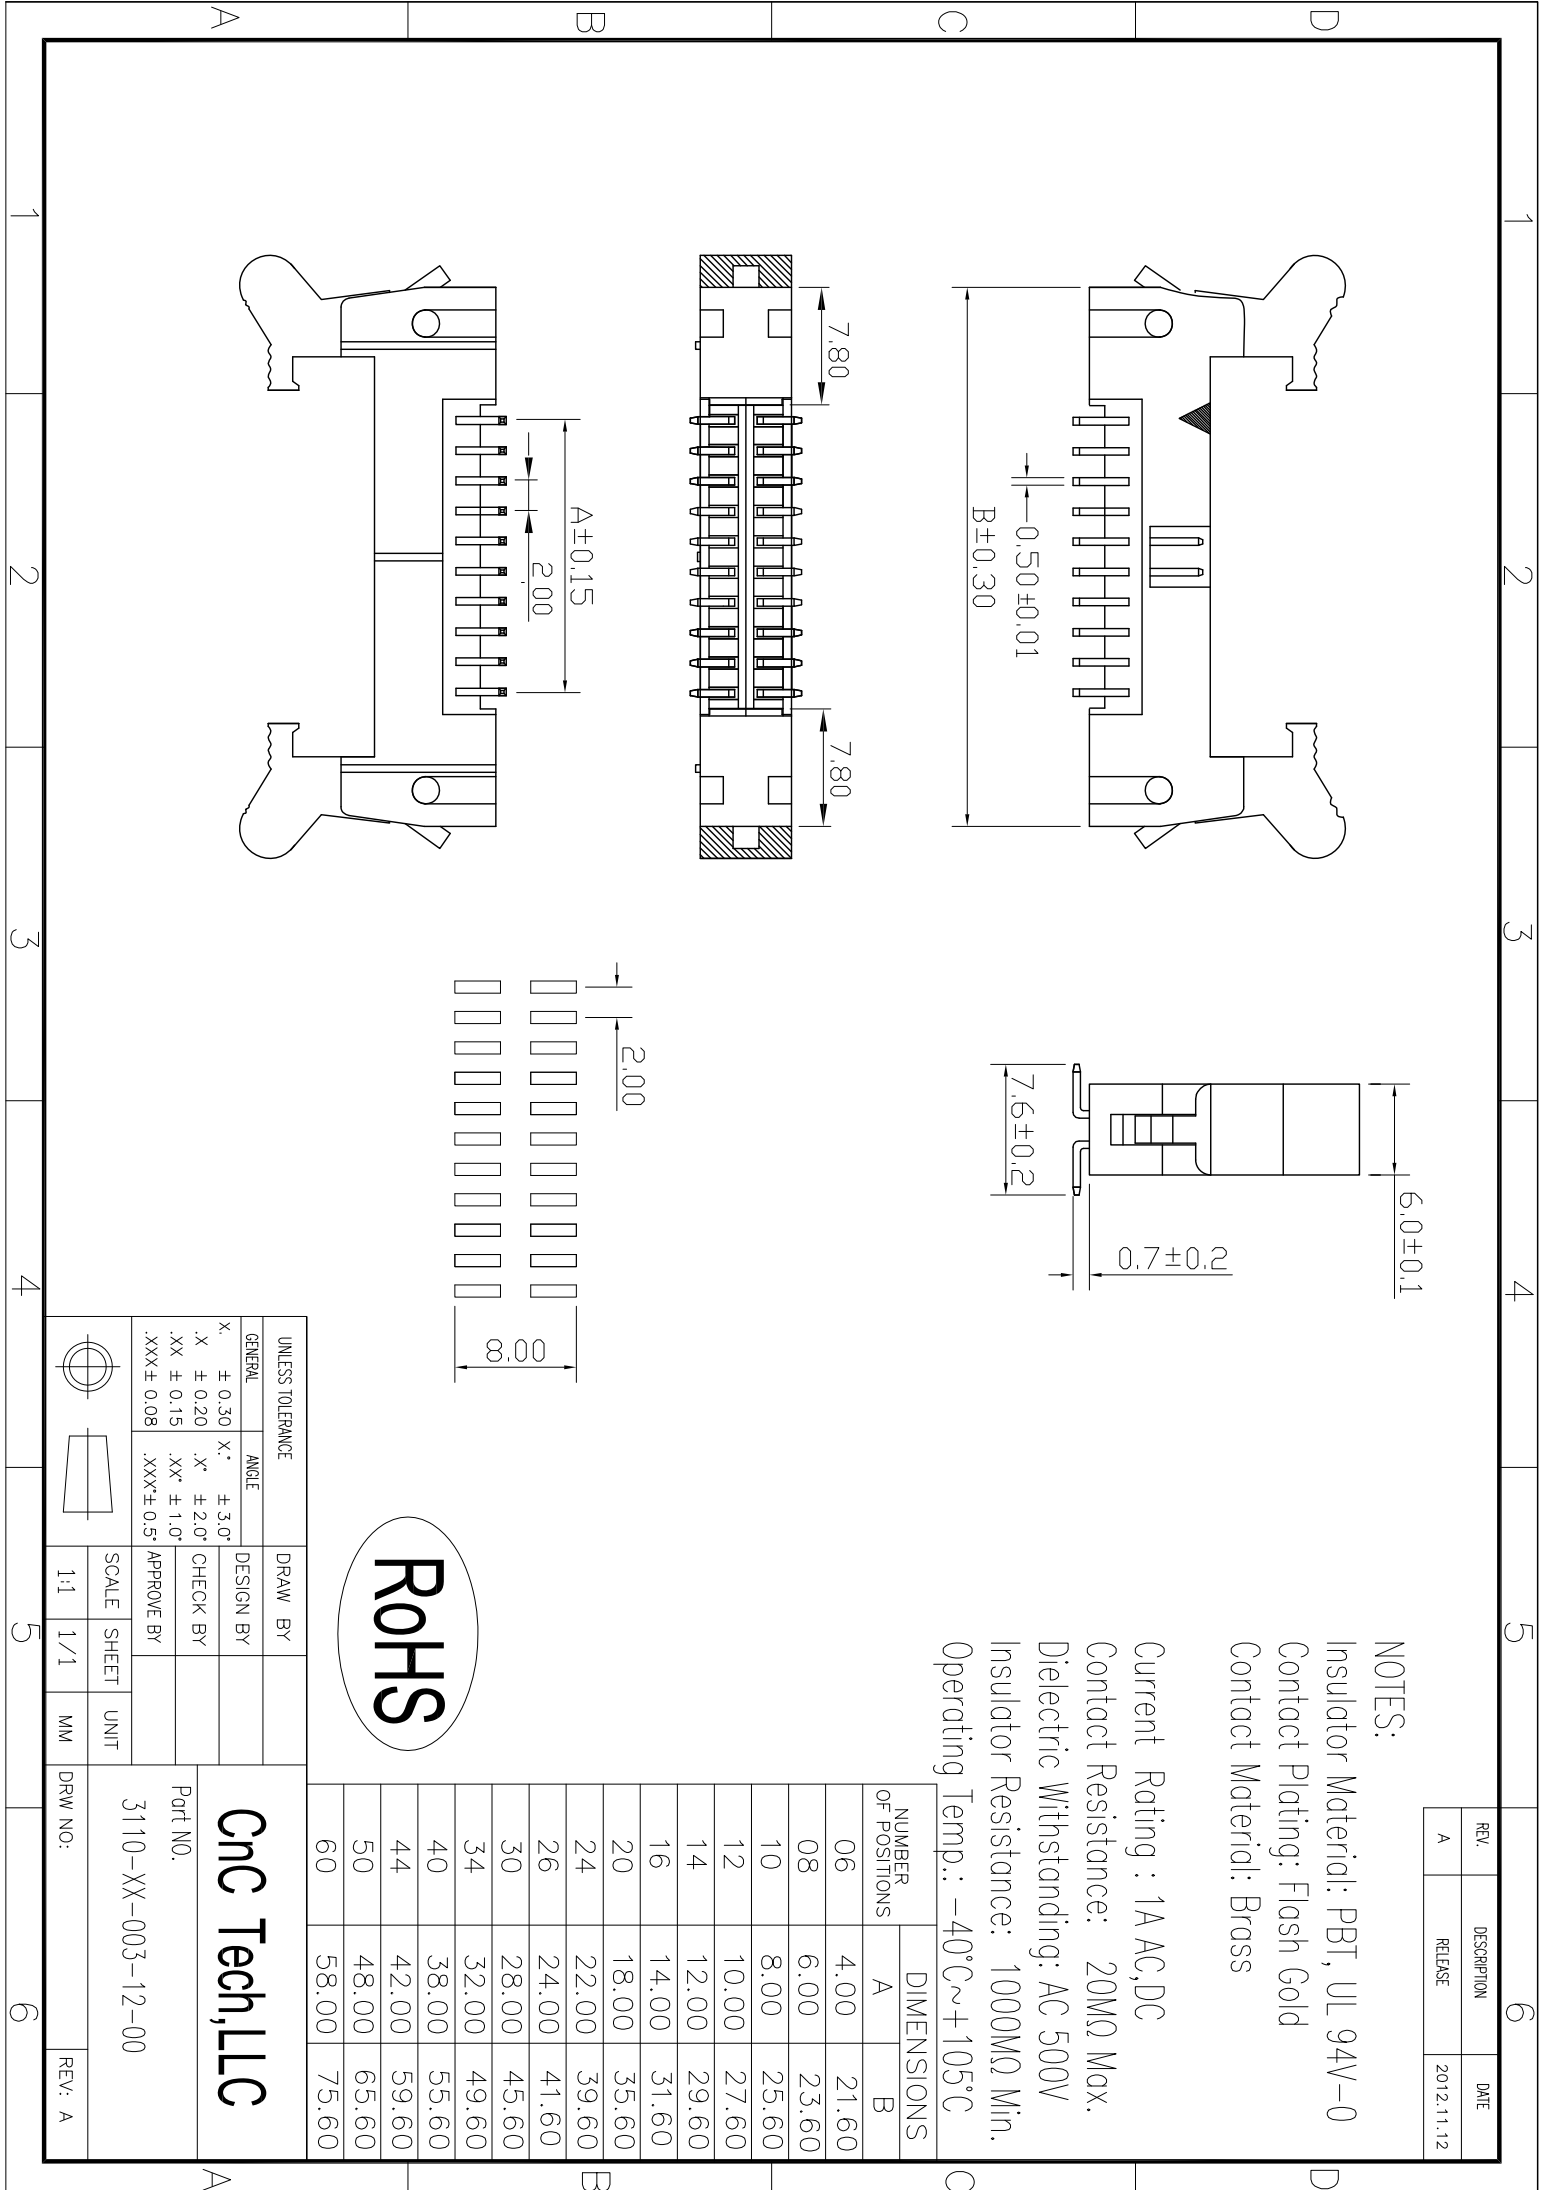 1
2
3
4
5
6
D
C
B
A
REV.
DESCRIPTION
DATE
A
RELEASE
2012.11.12
NOTES:
Insulator Material: PBT, UL 94V-0
Contact Plating: Flash Gold
Contact Material: Brass
Current Rating : 1A AC,DC
Contact Resistance: 20MΩ Max.
Dielectric Withstanding: AC 500V
Insulator Resistance: 1000MΩ Min.
Operating Temp.: -40°C~+105°C
6.0±0.1
0.7±0.2
7.6±0.2
0.50±0.01
B±0.30
7.80
7.80
A±0.15
2.00
2.00
8.00
RoHS
NUMBER OF POSITIONS
DIMENSIONS
A B
06 4.00 21.60
08 6.00 23.60
10 8.00 25.60
12 10.00 27.60
14 12.00 29.60
16 14.00 31.60
20 18.00 35.60
24 22.00 39.60
26 24.00 41.60
30 28.00 45.60
34 32.00 49.60
40 38.00 55.60
44 42.00 59.60
50 48.00 65.60
60 58.00 75.60
UNLESS TOLERANCE
GENERAL ANGLE
X. ± 0.30 X.° ± 3.0°
.X ± 0.20 .X° ± 2.0°
.XX ± 0.15 .XX° ± 1.0°
.XXX ± 0.08 .XXX° ± 0.5°
DRAW BY
DESIGN BY
CHECK BY
APPROVE BY
SCALE SHEET UNIT
1:1 1/1 MM
CnC Tech,LLC
Part NO.
3110-XX-003-12-00
DRW NO:
REV: A
1
2
3
4
5
6
D
C
B
A